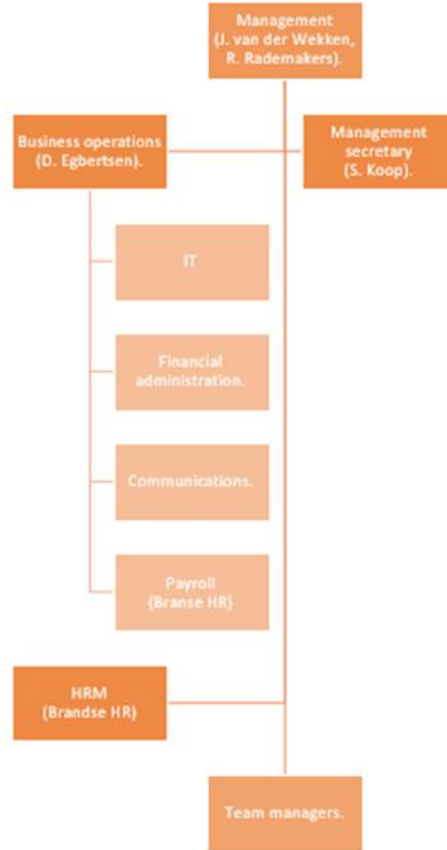 Management
(J. van der Wekken,
R. Rademakers).
Business operations
(D. Egbertsen).
Management
secretary
(S. Koop).
IT
Financial
administration.
Communications.
Payroll
(Branse HR)
HRM
(Brandse HR)
Team managers.